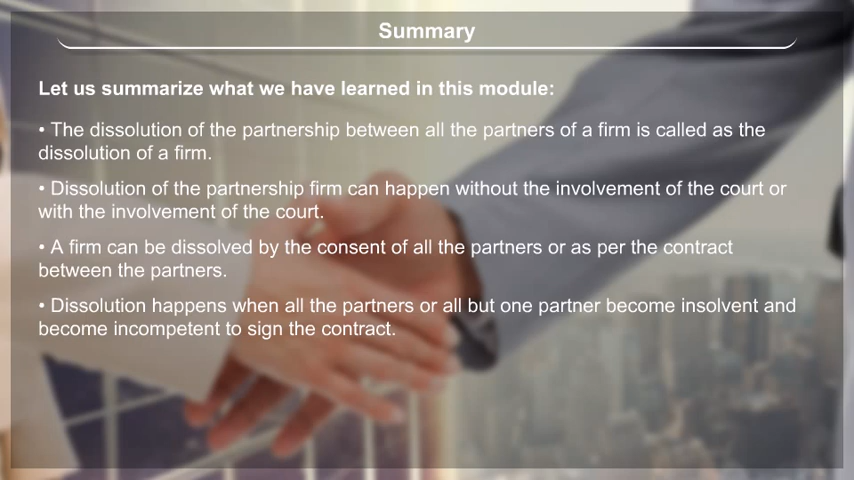 Summary
Let us summarize what we have learned in this module:
• The dissolution of the partnership between all the partners of a firm is called as the
dissolution of a firm.
• Dissolution of the partnership firm can happen without the involvement of the court or
with the involvement of the court.
• A firm can be dissolved by the consent of all the partners or as per the contract
between the partners.
• Dissolution happens when all the partners or all but one partner become insolvent and
become incompetent to sign the contract.